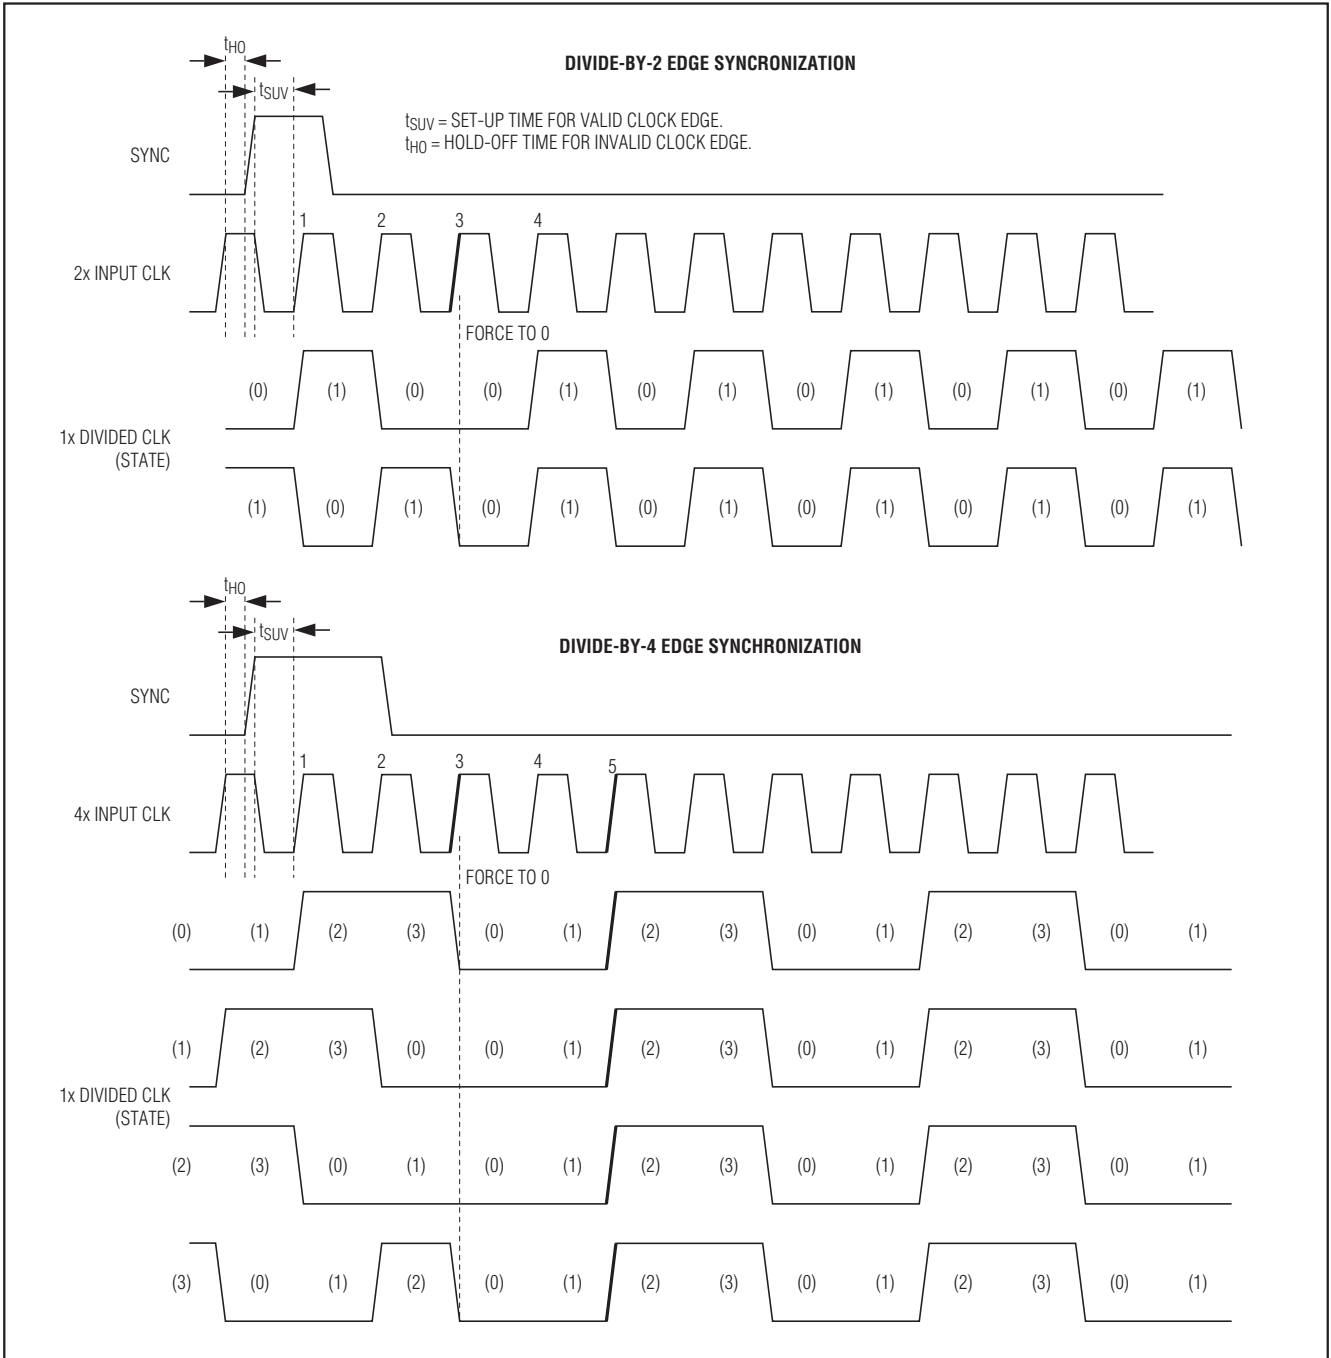 tHO
DIVIDE-BY-2 EDGE SYNCRONIZATION
tSUV
tSUV = SET-UP TIME FOR VALID CLOCK EDGE.
tHO = HOLD-OFF TIME FOR INVALID CLOCK EDGE.
SYNC
1 2 3 4
2x INPUT CLK
FORCE TO 0
(0) (1) (0) (0) (1) (0) (1) (0) (1) (0) (1) (0) (1)
1x DIVIDED CLK
(STATE)
(1) (0) (1) (0) (1) (0) (1) (0) (1) (0) (1) (0) (1)
tHO
tSUV
DIVIDE-BY-4 EDGE SYNCHRONIZATION
SYNC
1 2 3 4 5
4x INPUT CLK
FORCE TO 0
(0) (1) (2) (3) (0) (1) (2) (3) (0) (1) (2) (3) (0) (1)
(1) (2) (3) (0) (0) (1) (2) (3) (0) (1) (2) (3) (0) (1)
1x DIVIDED CLK
(STATE)
(2) (3) (0) (1) (0) (1) (2) (3) (0) (1) (2) (3) (0) (1)
(3) (0) (1) (2) (0) (1) (2) (3) (0) (1) (2) (3) (0) (1)